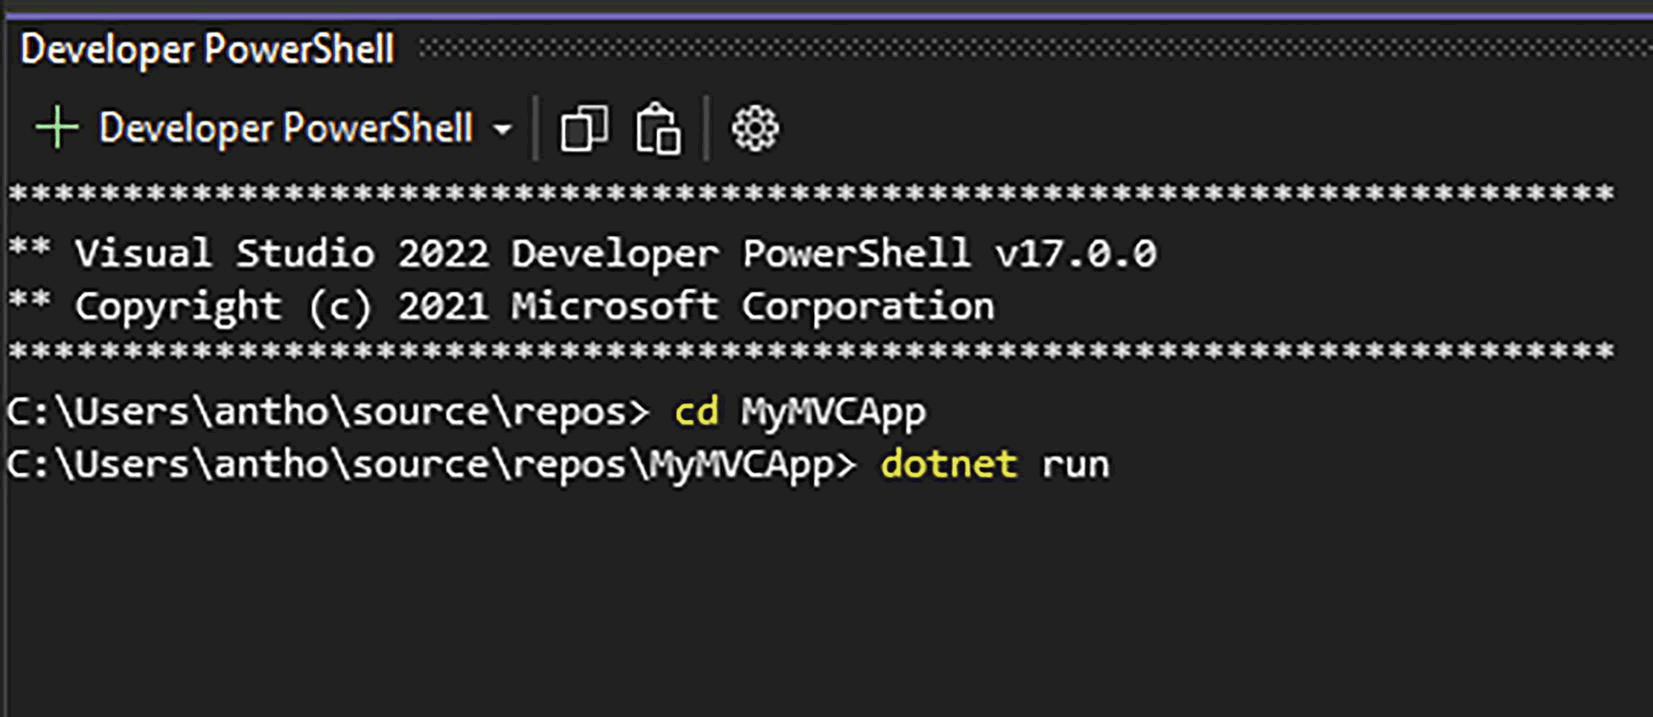 Developer PowerShell
Developer PowerShell
**********************************************************************
** Visual Studio 2022 Developer PowerShell v17.0.0
** Copyright (c) 2021 Microsoft Corporation
**********************************************************************
C:\Users\antho\source\repos> cd MyMVCApp
C:\Users\antho\source\repos\MyMVCApp> dotnet run